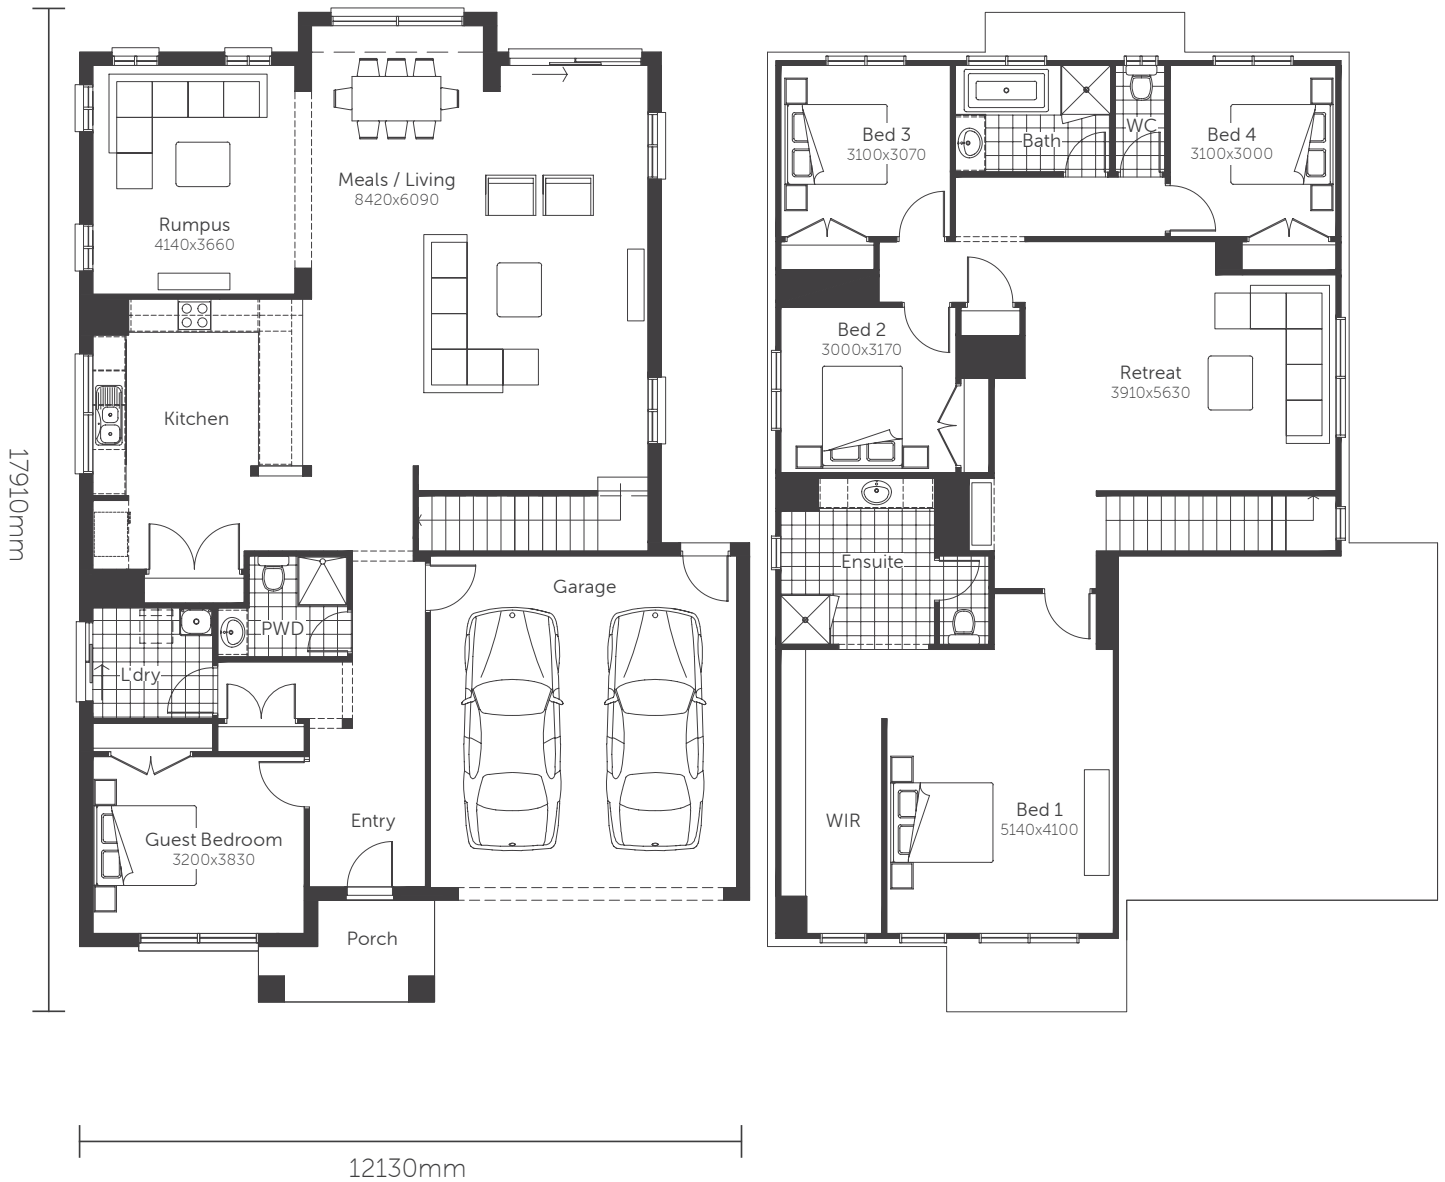 Meals / Living
8420x6090
Rumpus
4140x3660
Kitchen
17910mm
Garage
PWD
L'dry
Entry
Guest Bedroom
3200x3830
Porch
12130mm
Bed 3
3100x3070
Bath
WC
Bed 4
3100x3000
Bed 2
3000x3170
Retreat
3910x5630
Ensuite
WIR
Bed 1
5140x4100